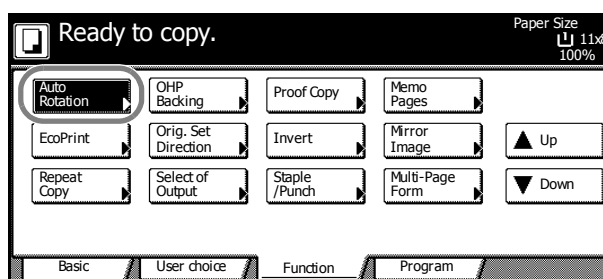 Ready to copy.
Paper Size
11x
100%
Auto
Rotation
OHP
Backing
Proof Copy
Memo
Pages
EcoPrint
Orig. Set
Direction
Invert
Mirror
Image
Up
Repeat
Copy
Select of
Output
Staple
/Punch
Multi-Page
Form
Down
Basic
User choice
Function
Program